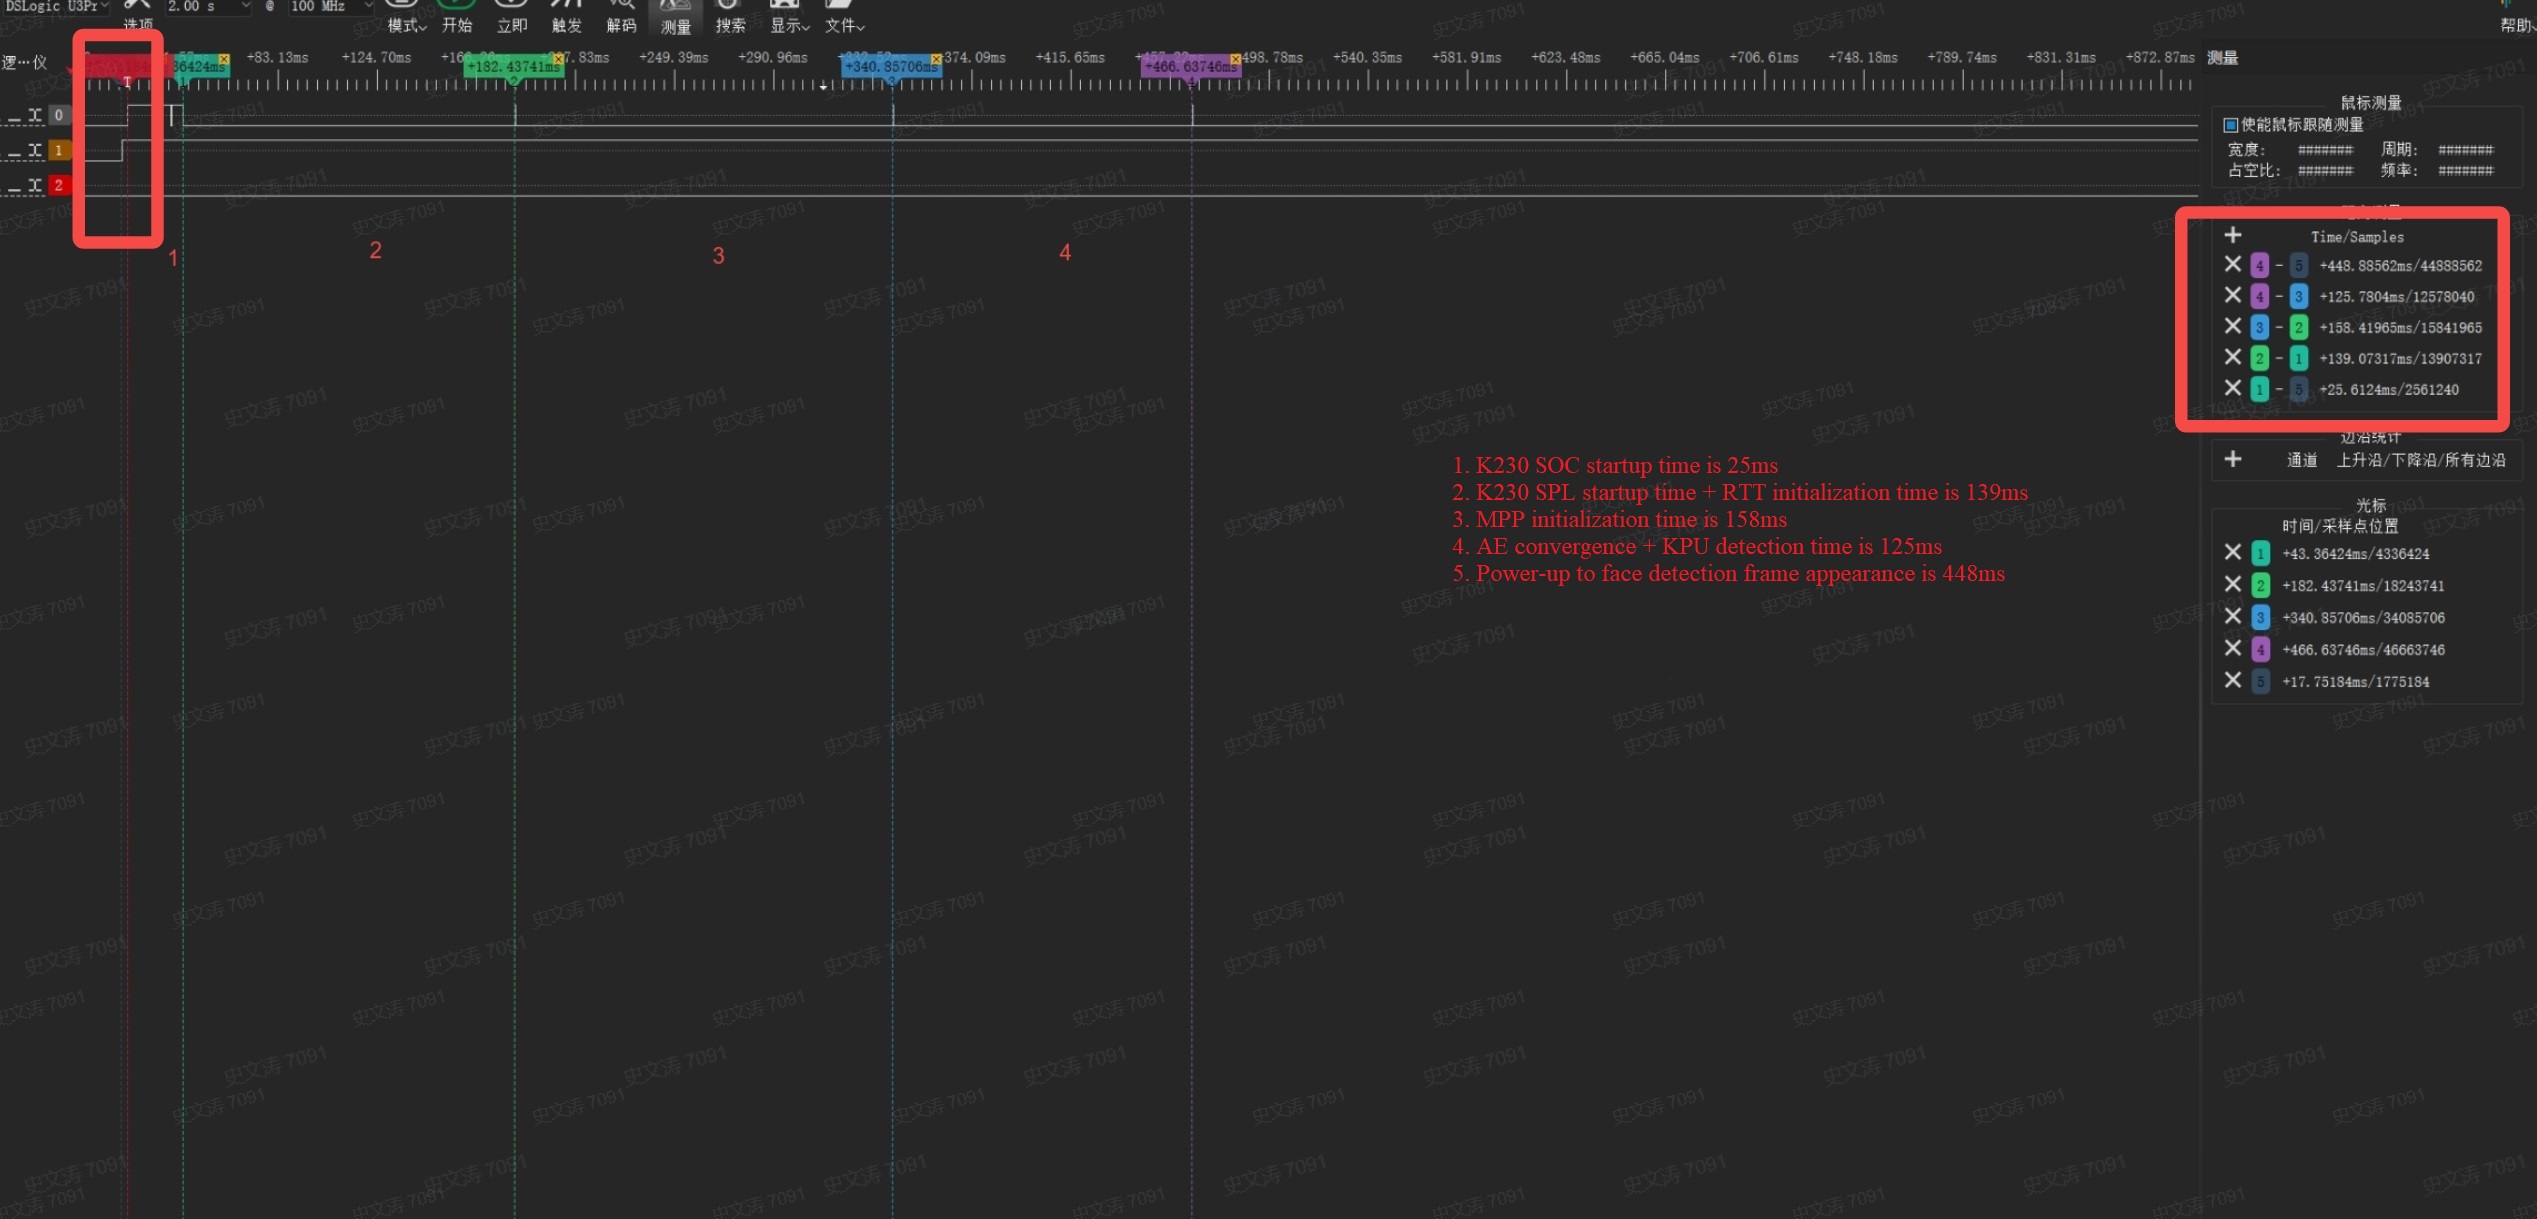 DSLogic U3Pr
2.00 s
@
100 MHz
选项
模式
开始
立即
触发
解码
测量
搜索
显示
文件
帮助
逻…仪
36424ms
+83.13ms
+124.70ms
+182.43741ms
7.83ms
+249.39ms
+290.96ms
+340.85706ms
374.09ms
+415.65ms
+466.63746ms
498.78ms
+540.35ms
+581.91ms
+623.48ms
+665.04ms
+706.61ms
+748.18ms
+789.74ms
+831.31ms
+872.87ms
T
1
2
3
4
0
1
2
1
2
3
4
1. K230 SOC startup time is 25ms
2. K230 SPL startup time + RTT initialization time is 139ms
3. MPP initialization time is 158ms
4. AE convergence + KPU detection time is 125ms
5. Power-up to face detection frame appearance is 448ms
测量
鼠标测量
使能鼠标跟随测量
宽度: ####### 周期: #######
占空比: ####### 频率: #######
Time/Samples
4 - 5 +448.88562ms/44888562
4 - 3 +125.7804ms/12578040
3 - 2 +158.41965ms/15841965
2 - 1 +139.07317ms/13907317
1 - 5 +25.6124ms/2561240
边沿统计
通道 上升沿/下降沿/所有边沿
光标
时间/采样点位置
1 +43.36424ms/4336424
2 +182.43741ms/18243741
3 +340.85706ms/34085706
4 +466.63746ms/46663746
5 +17.75184ms/1775184
史文涛 7091